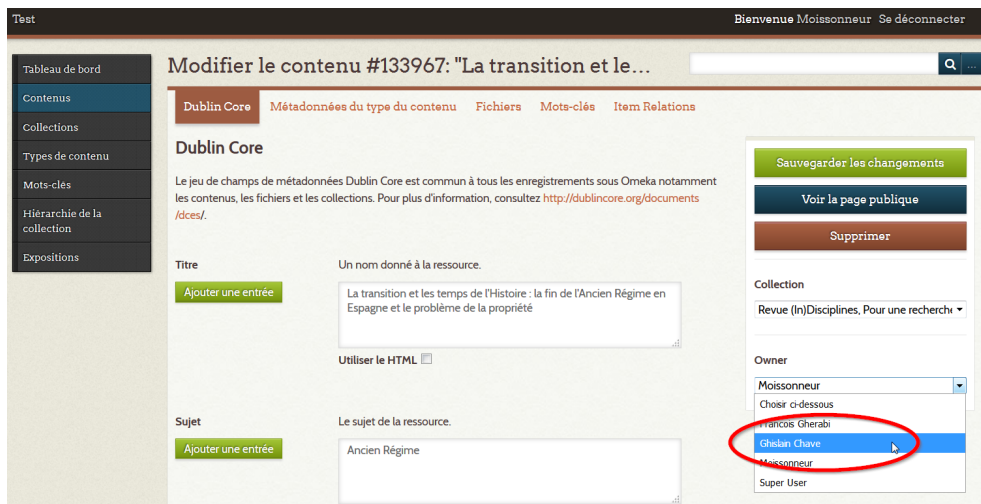 Test
Bienvenue Moissonneur Se déconnecter
Tableau de bord
Contenus
Collections
Types de contenu
Mots-clés
Hiérarchie de la
collection
Expositions
Modifier le contenu #133967: "La transition et le...
...
Dublin Core Métadonnées du type du contenu Fichiers Mots-clés Item Relations
Dublin Core
Le jeu de champs de métadonnées Dublin Core est commun à tous les enregistrements sous Omeka notamment
les contenus, les fichiers et les collections. Pour plus d'information, consultez http://dublincore.org/documents
/dces/.
Titre
Un nom donné à la ressource.
Ajouter une entrée
La transition et les temps de l'Histoire : la fin de l'Ancien Régime en
Espagne et le problème de la propriété
Utiliser le HTML
Sujet
Le sujet de la ressource.
Ajouter une entrée
Ancien Régime
Sauvegarder les changements
Voir la page publique
Supprimer
Collection
Revue (In)Disciplines, Pour une recherche
Owner
Moissonneur
Choisir ci-dessous
Francois Gherabi
Ghislain Chave
Moissonneur
Super User